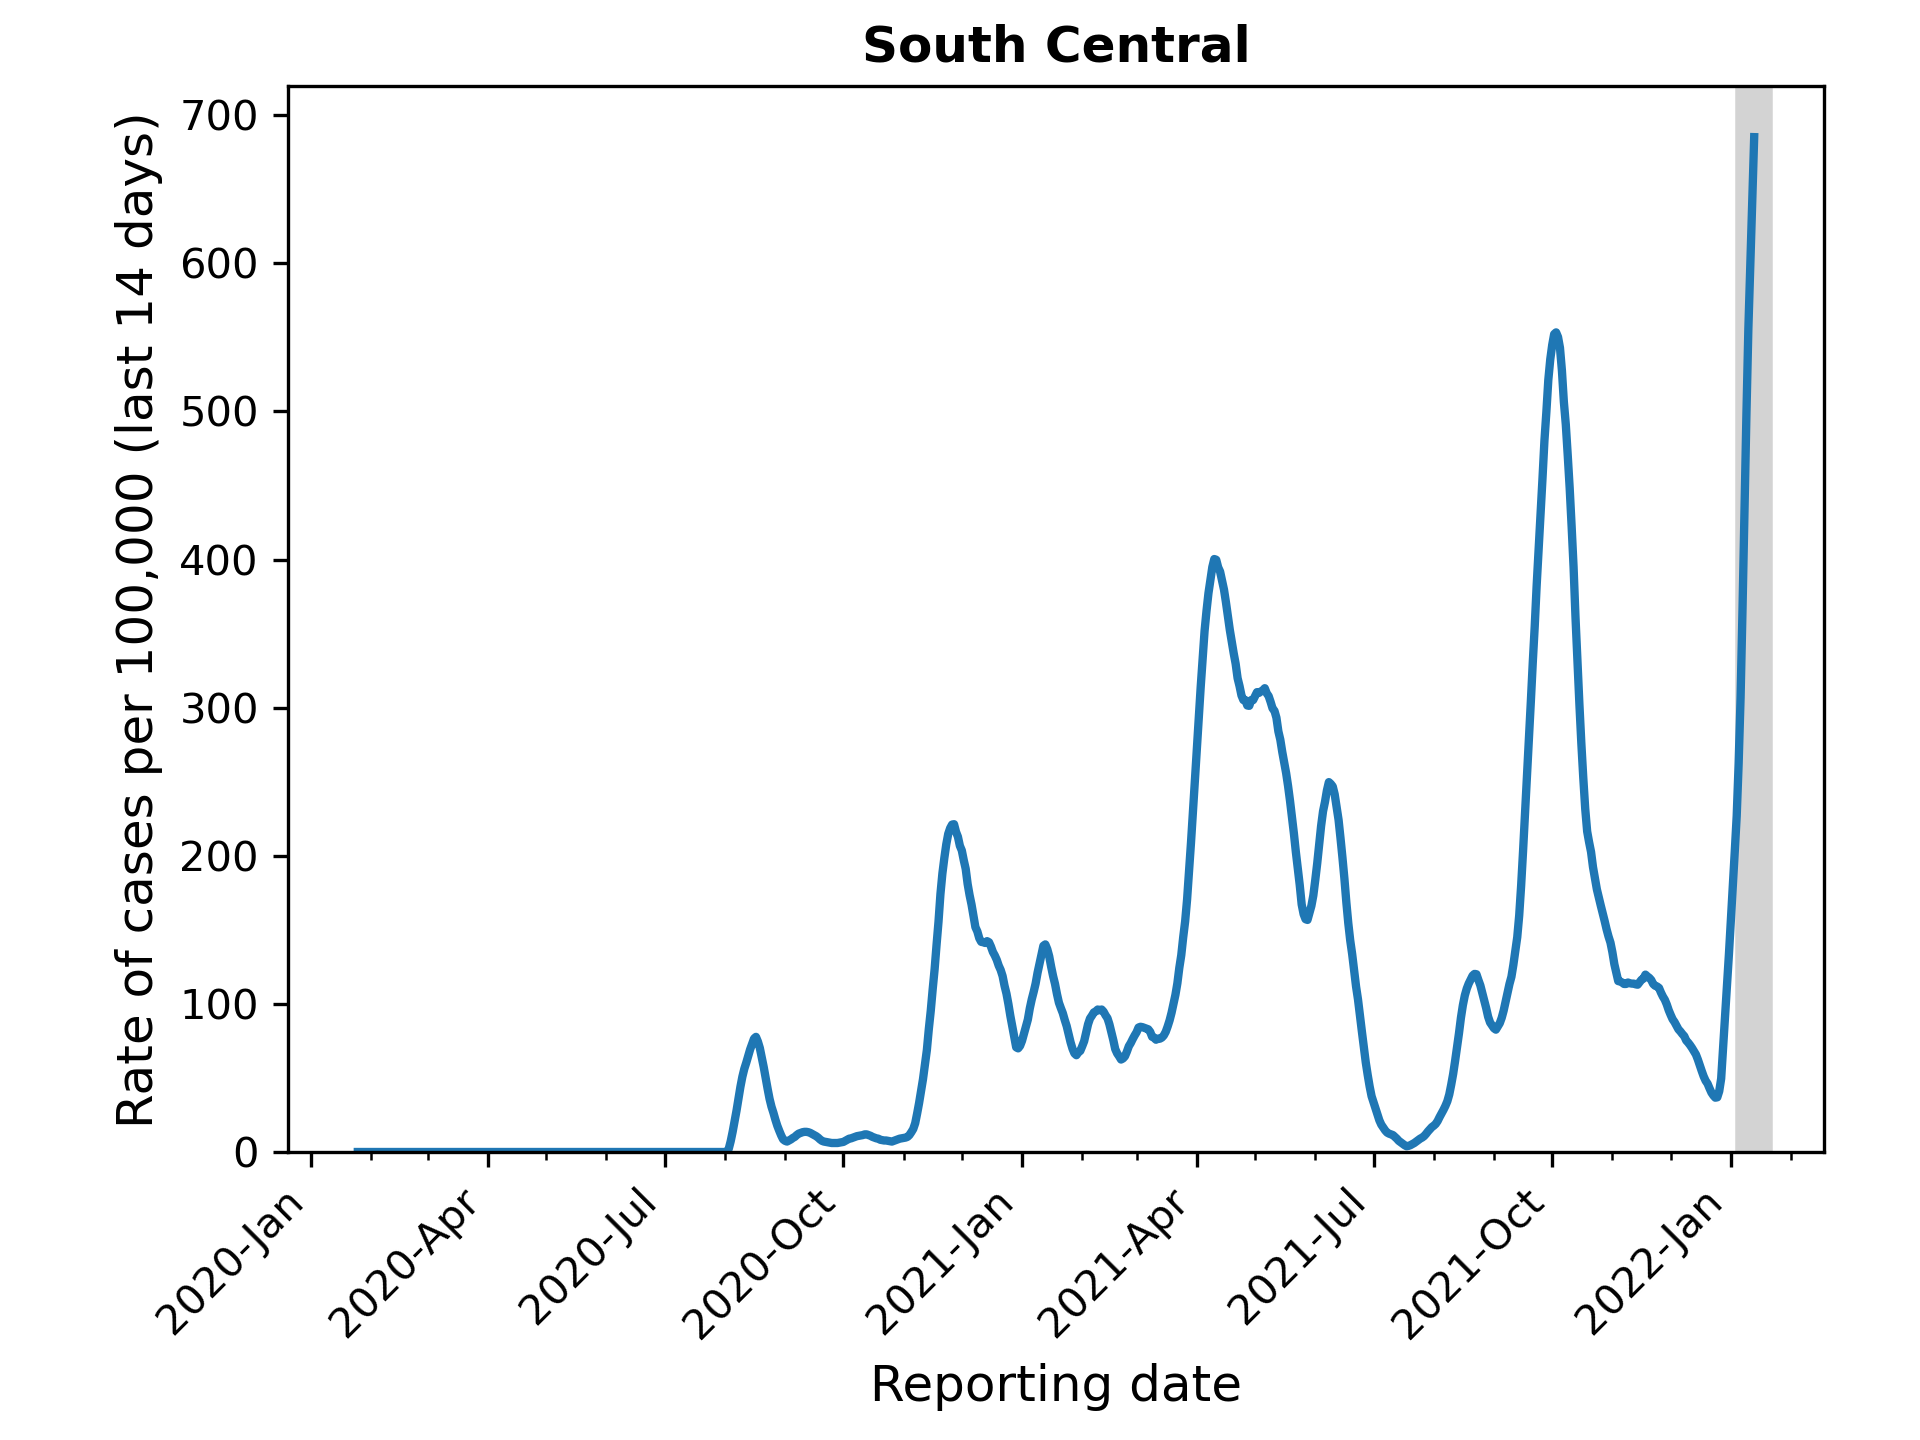 South Central
Rate of cases per 100,000 (last 14 days)
700
600
500
400
300
200
100
0
2020-Jan
2020-Apr
2020-Jul
2020-Oct
2021-Jan
2021-Apr
2021-Jul
2021-Oct
2022-Jan
Reporting date